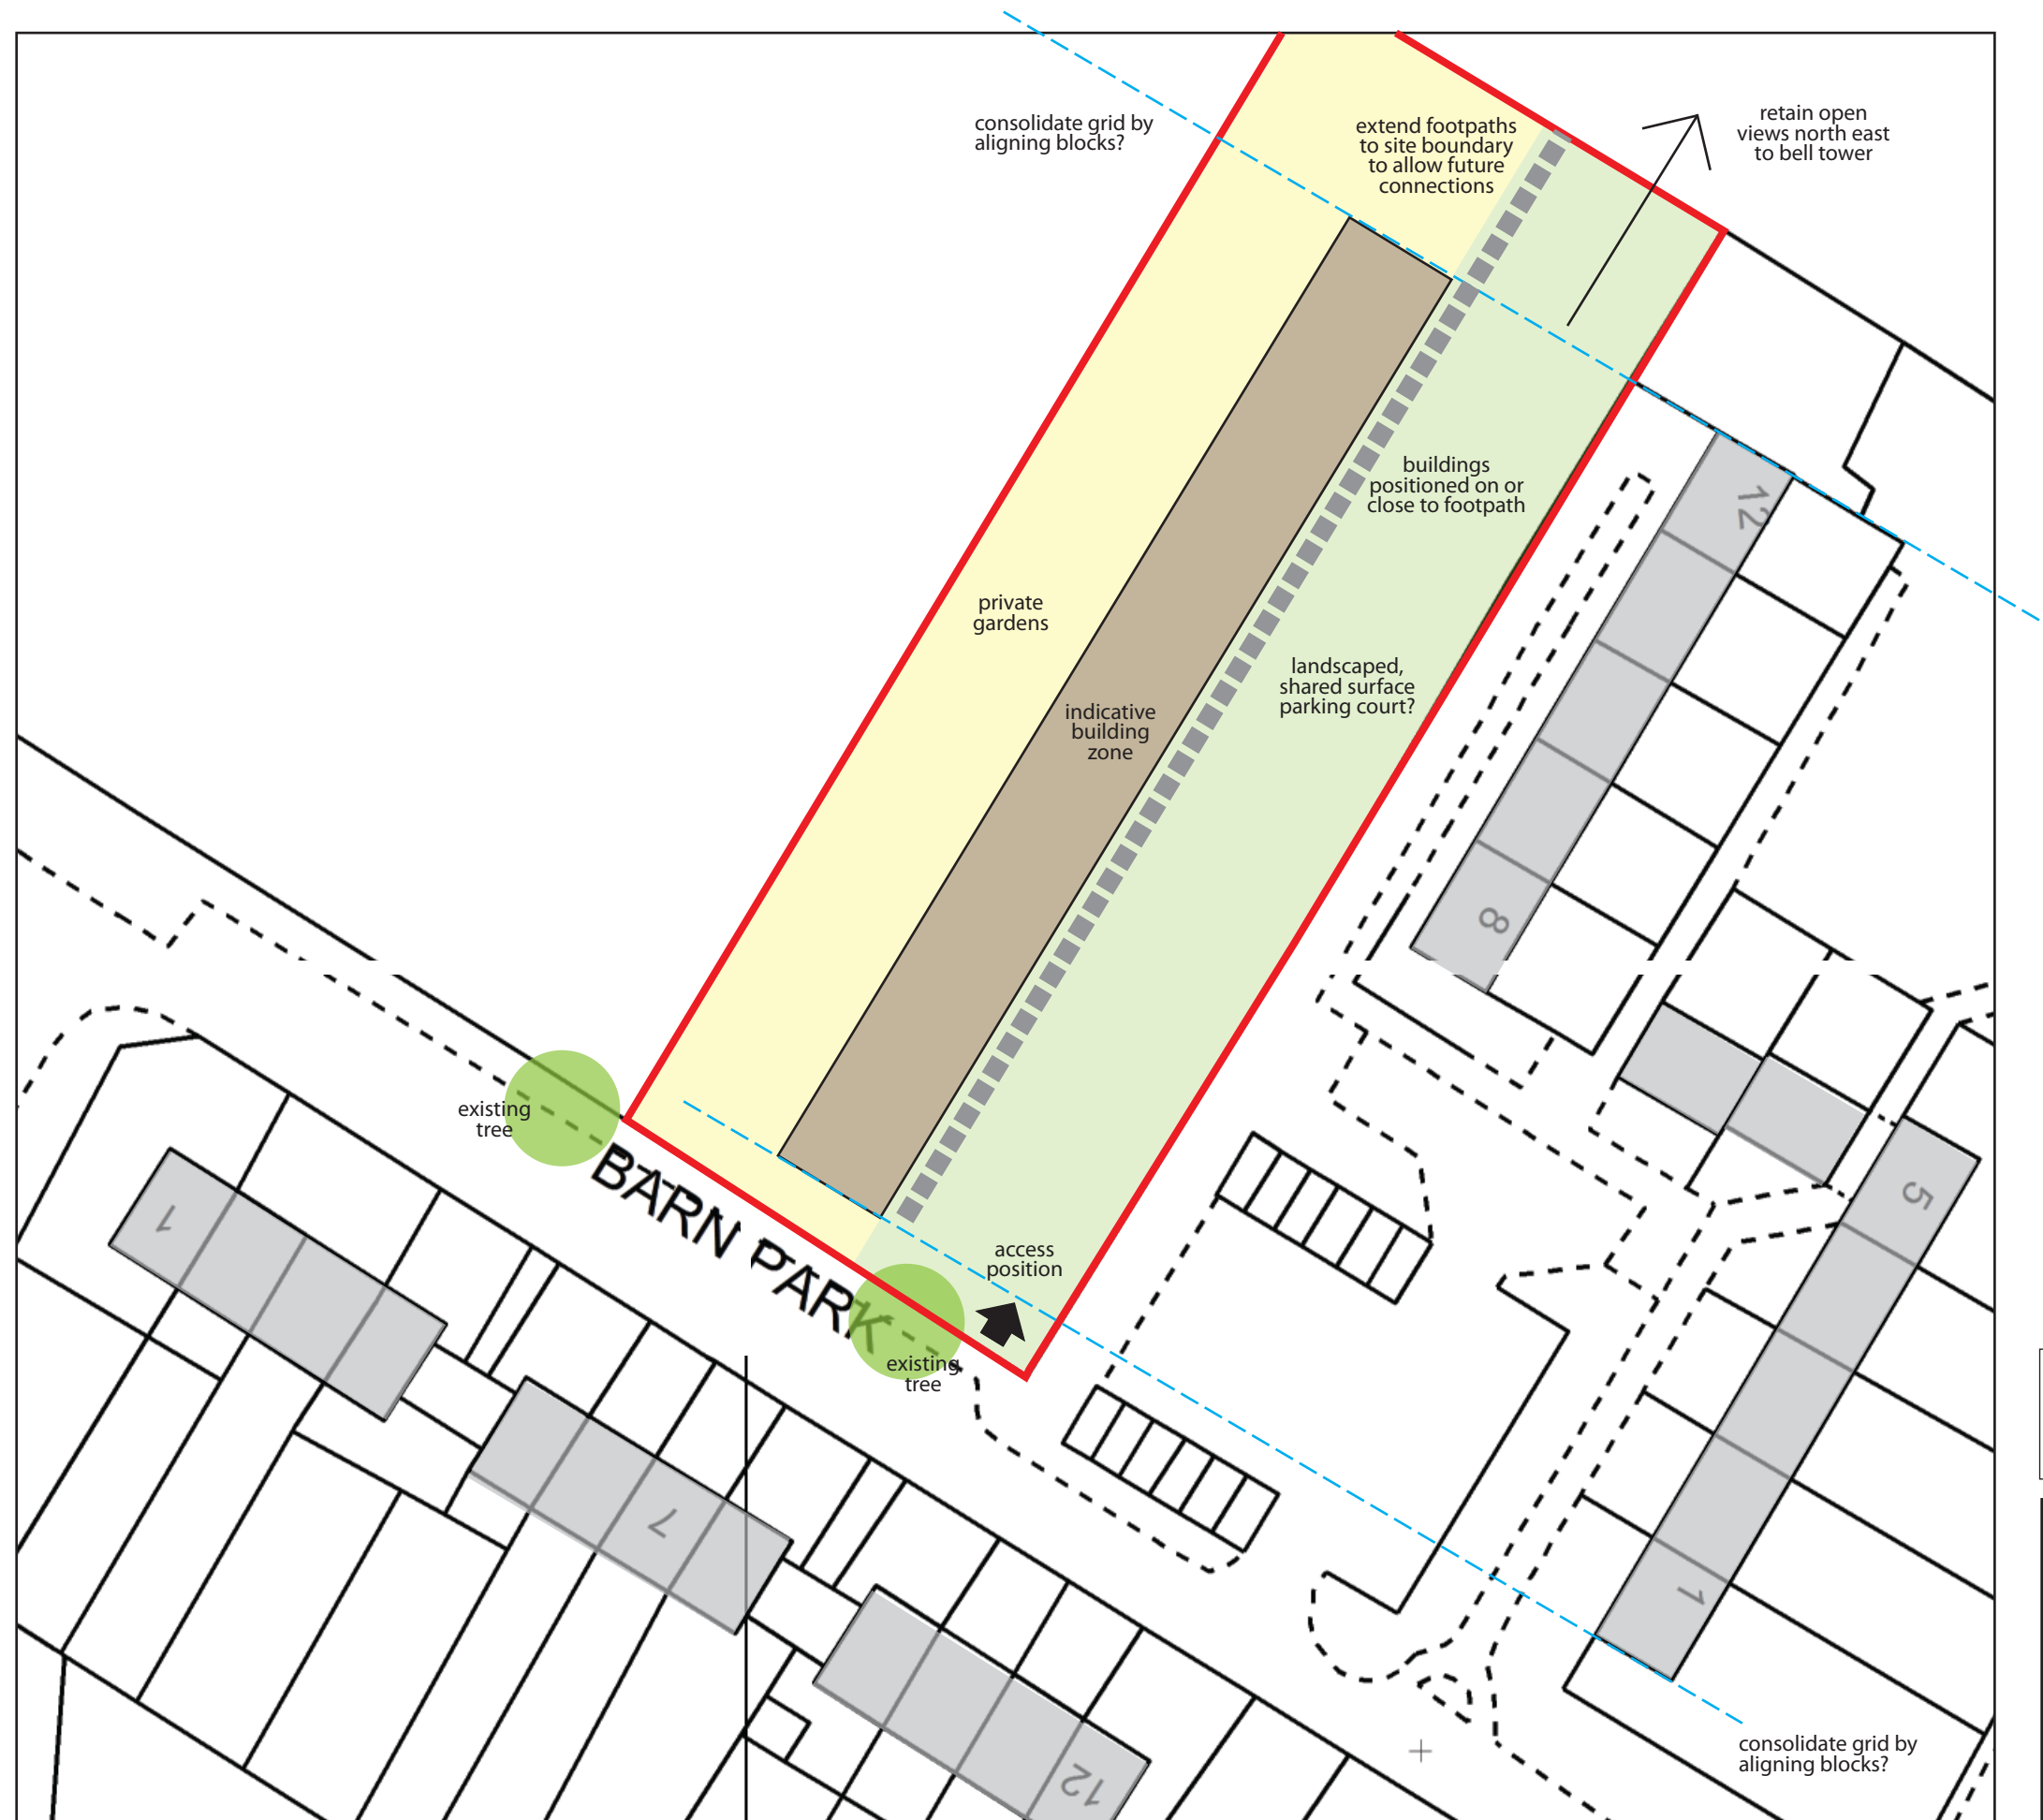 consolidate grid by
aligning blocks?
extend footpaths
to site boundary
to allow future
connections
retain open
views north east
to bell tower
buildings
positioned on or
close to footpath
12
private
gardens
landscaped,
shared surface
parking court?
indicative
building
zone
8
existing
tree
BARN PARK
5
1
access
position
existing
tree
7
1
12
consolidate grid by
aligning blocks?